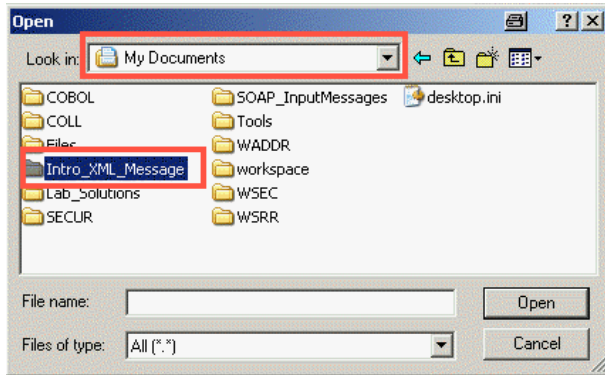 Open
Look in: My Documents
COBOL
COLL
Files
Intro_XML_Message
Lab_Solutions
SECUR
SOAP_InputMessages
Tools
WADDR
workspace
WSEC
WSRR
desktop.ini
File name:
Open
Files of type: All (*.*)
Cancel